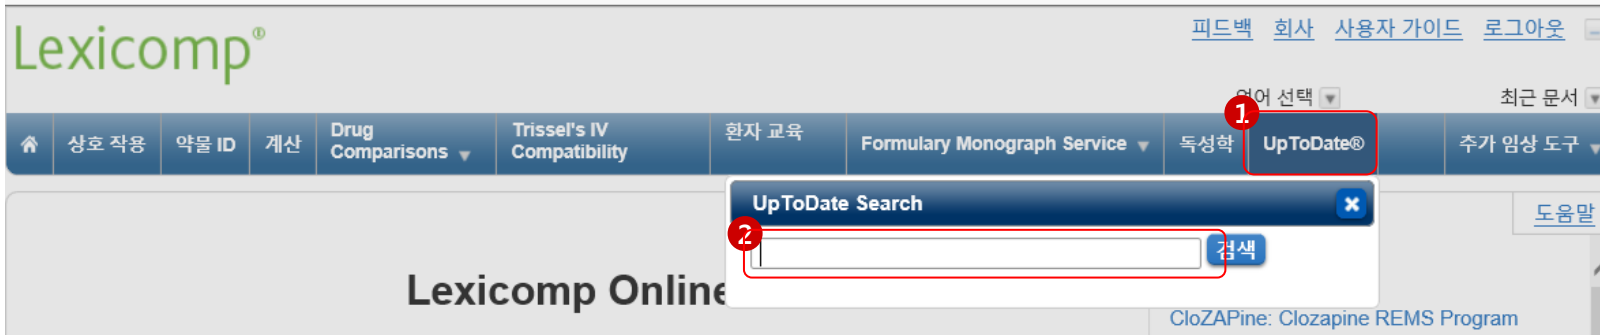 Lexicomp®
피드백 회사 사용자 가이드 로그아웃
언어 선택 최근 문서
1
상호 작용 약물 ID 계산 Drug Comparisons Trissel's IV Compatibility 환자 교육 Formulary Monograph Service 독성학 UpToDate® 추가 임상 도구
UpToDate Search
도움말
2
검색
Lexicomp Online
CloZAPine: Clozapine REMS Program